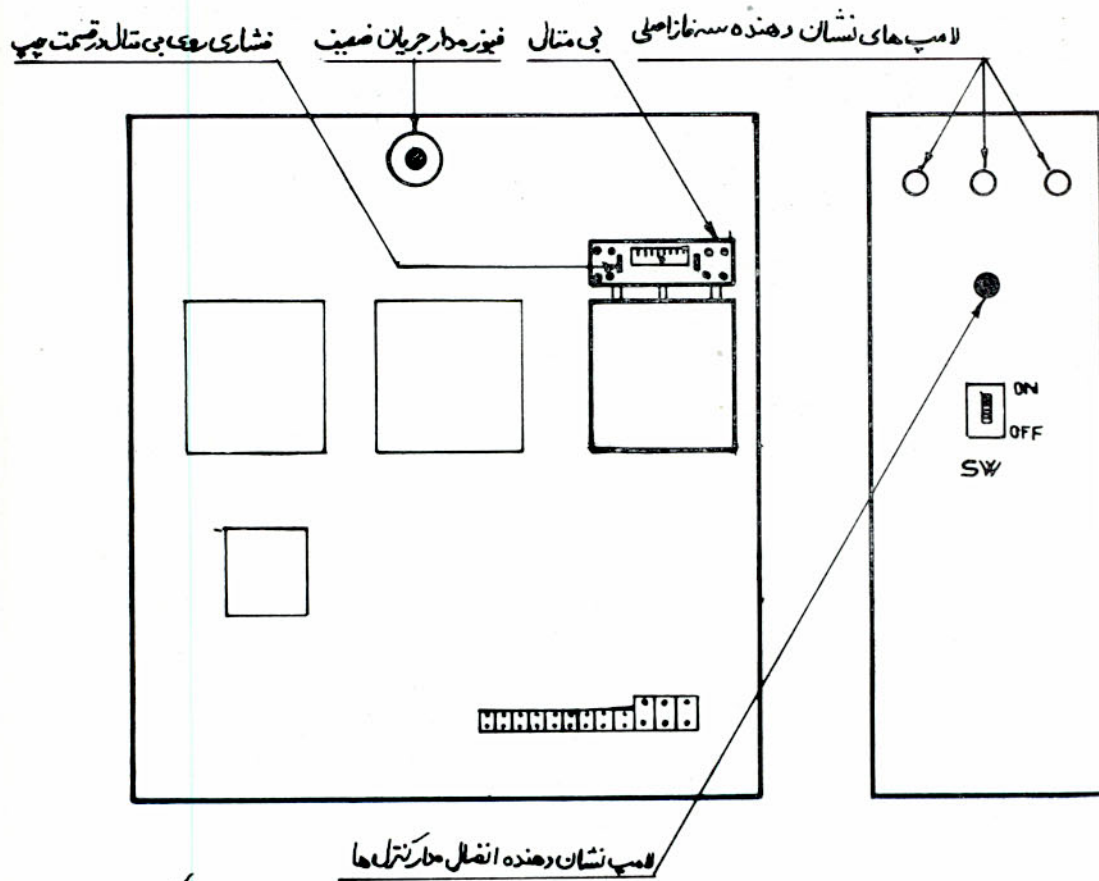 لامپ های نشان دهنده سه فاز اصلی
بی متال
فیوز مدار جریان ضعیف
فشاری روی بی متال در قسمت چپ
ON
OFF
SW
لامپ نشان دهنده اتصال مدار کنترل ها